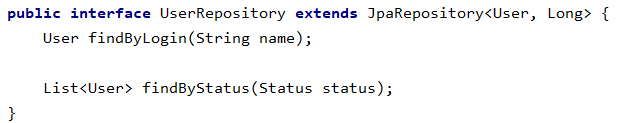 public interface UserRepository extends JpaRepository<User, Long> {
    User findByLogin(String name);
    List<User> findByStatus(Status status);
}